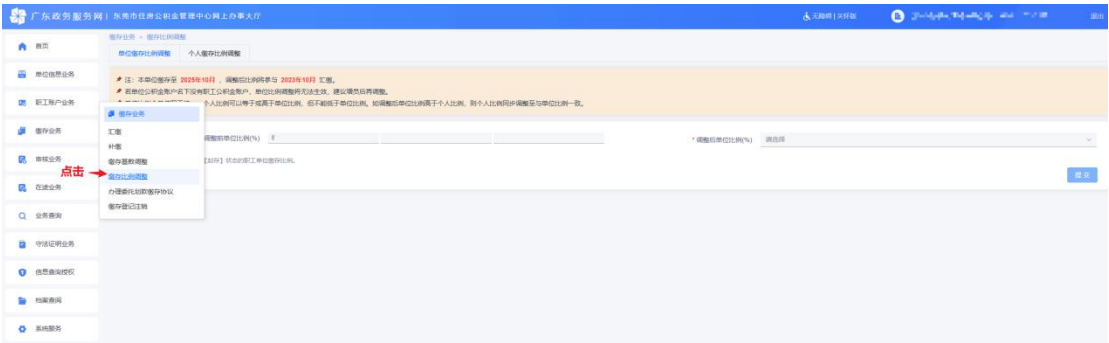 广东政务服务网 | 东莞市住房公积金管理中心网上办事大厅
无障碍 | 关怀版
退出
首页
单位信息业务
职工账户业务
缴存业务
审核业务
在途业务
业务查询
守法证明业务
信息查询授权
档案查阅
系统服务
缴存业务 > 缴存比例调整
单位缴存比例调整 个人缴存比例调整
注:本单位缴存至 2025年10月 ,调整后比例将参与 2025年10月 汇缴。
若单位公积金账户名下没有职工公积金账户,单位比例调整将无法生效,建议增员后再调整。
个人比例可以等于或高于单位比例,但不能低于单位比例。如调整后单位比例高于个人比例,则个人比例同步调整至与单位比例一致。
调整前单位比例(%)
* 调整后单位比例(%) 请选择
【封存】状态的职工单位缴存比例。
提交
缴存业务
汇缴
补缴
缴存基数调整
点击
缴存比例调整
办理委托划款缴存协议
缴存登记注销